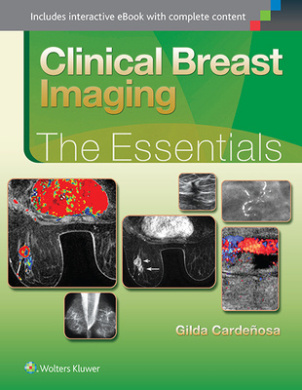 Includes interactive eBook with complete content
Clinical Breast
Imaging
The Essentials
Gilda Cardeñosa
Wolters Kluwer